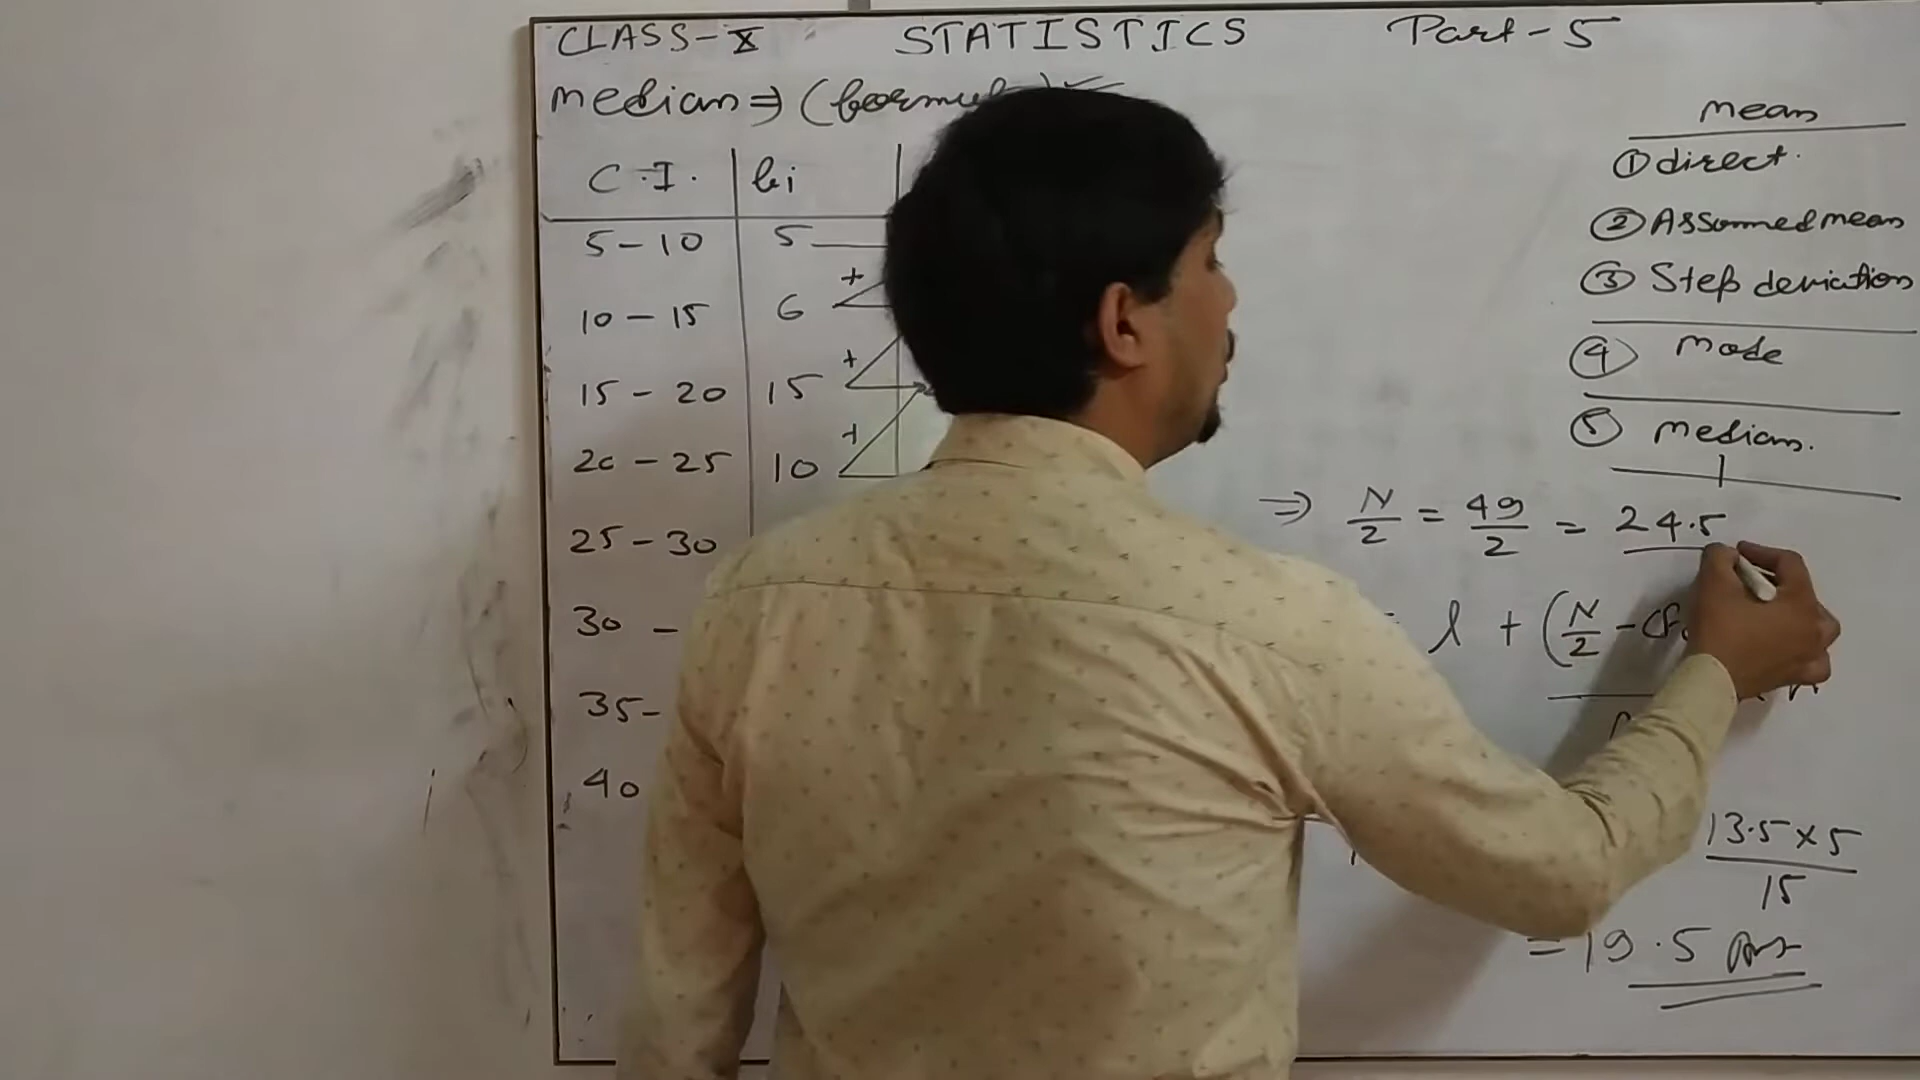 CLASS-X STATISTICS Part-5
Median ⇒ (formul
C.I. fi
5-10 5
+
10-15 6
+
15-20 15
+
20-25 10
25-30
30 -
35-
40
Mean
① direct.
② Assommed mean
③ Step deviation
④ Mode
⑤ Median.
⇒ N/2 = 49/2 = 24.5
l + (N/2 - CF
13.5×5
15
= 19.5 Ans